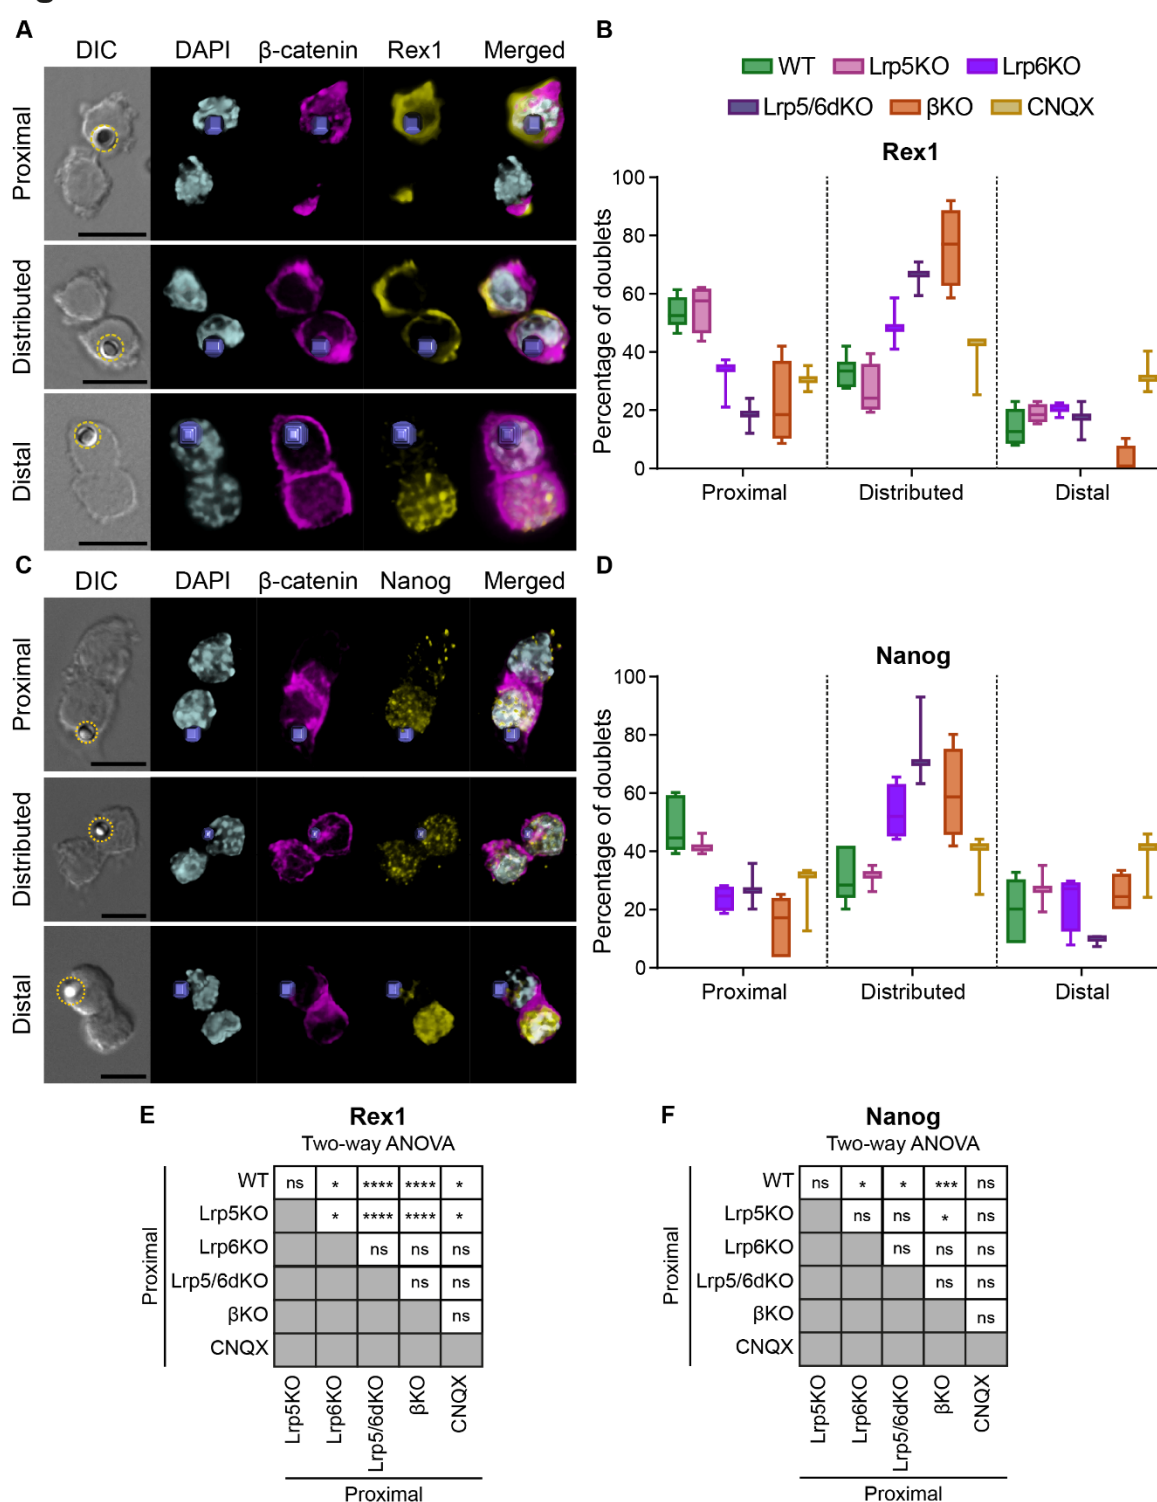 A
DIC DAPI β-catenin Rex1 Merged
Proximal
Distributed
Distal
B
WT Lrp5KO Lrp6KO
Lrp5/6dKO βKO CNQX
Rex1
Percentage of doublets
100
80
60
40
20
0
Proximal Distributed Distal
C
DIC DAPI β-catenin Nanog Merged
Proximal
Distributed
Distal
D
Nanog
Percentage of doublets
100
80
60
40
20
0
Proximal Distributed Distal
E
Rex1
Two-way ANOVA
Proximal
WT ns * **** **** *
Lrp5KO * **** **** *
Lrp6KO ns ns ns
Lrp5/6dKO ns ns
βKO ns
CNQX
Lrp5KO Lrp6KO Lrp5/6dKO βKO CNQX
Proximal
F
Nanog
Two-way ANOVA
Proximal
WT ns * * *** ns
Lrp5KO ns ns * ns
Lrp6KO ns ns ns
Lrp5/6dKO ns ns
βKO ns
CNQX
Lrp5KO Lrp6KO Lrp5/6dKO βKO CNQX
Proximal